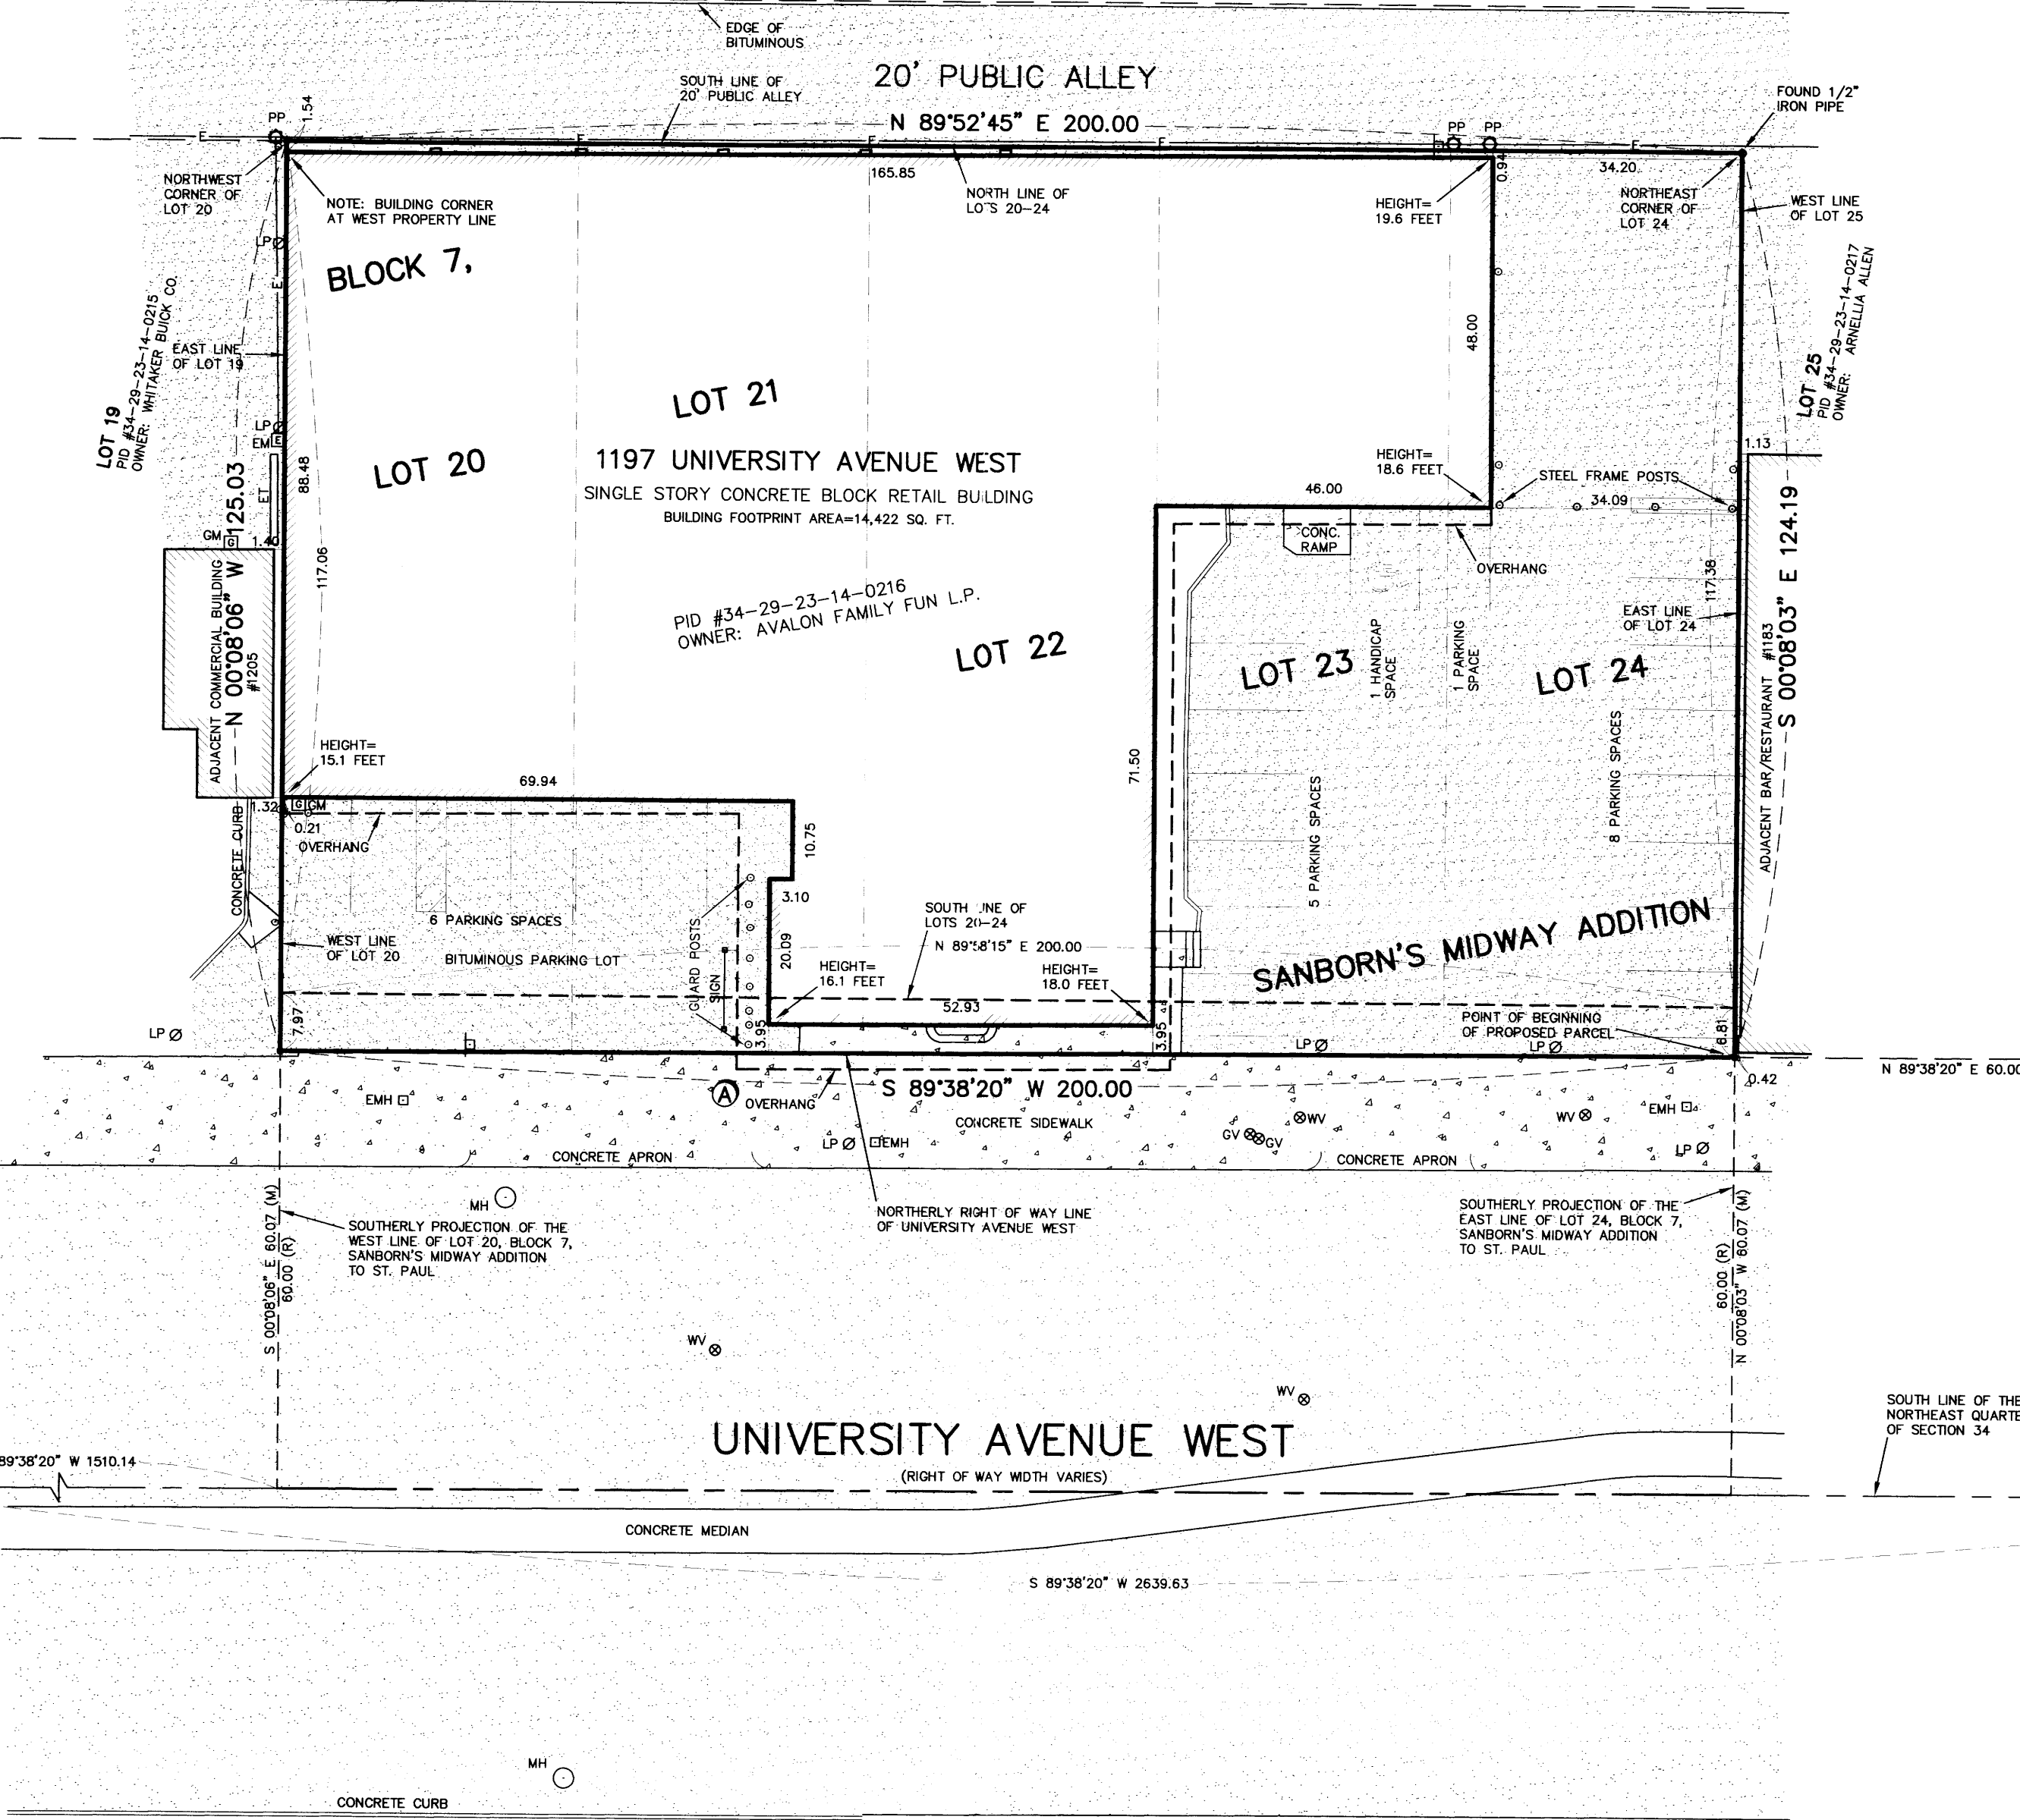 EDGE OF
BITUMINOUS
20' PUBLIC ALLEY
SOUTH LINE OF
20' PUBLIC ALLEY
FOUND 1/2"
IRON PIPE
PP
1.54
N 89°52'45" E 200.00
PP PP
E
E
E
E
E
165.85
0.94
34.20
NORTHWEST
CORNER OF
LOT 20
NOTE: BUILDING CORNER
AT WEST PROPERTY LINE
NORTH LINE OF
LOTS 20-24
HEIGHT=
19.6 FEET
NORTHEAST
CORNER OF
LOT 24
WEST LINE
OF LOT 25
LP
BLOCK 7,
E
LOT 19
PID #34-29-23-14-0215
OWNER: WHITAKER BUICK CO.
EAST LINE
OF LOT 19
48.00
LOT 25
PID #34-29-23-14-0217
OWNER: ARNELLIA ALLEN
LOT 21
LP
EM E
1.13
LOT 20
88.48
ET
1197 UNIVERSITY AVENUE WEST
SINGLE STORY CONCRETE BLOCK RETAIL BUILDING
BUILDING FOOTPRINT AREA=14,422 SQ. FT.
HEIGHT=
18.6 FEET
46.00
STEEL FRAME POSTS
34.09
GM G
1.40
N 00°08'06" W 125.03
117.06
CONC.
RAMP
OVERHANG
S 00°08'03" E 124.19
117.38
ADJACENT COMMERCIAL BUILDING
#1205
PID #34-29-23-14-0216
OWNER: AVALON FAMILY FUN L.P.
EAST LINE
OF LOT 24
LOT 22
LOT 23
1 HANDICAP
SPACE
1 PARKING
SPACE
LOT 24
ADJACENT BAR/RESTAURANT #1183
HEIGHT=
15.1 FEET
69.94
71.50
5 PARKING SPACES
8 PARKING SPACES
1.32
G GM
0.21
OVERHANG
CONCRETE CURB
10.75
3.10
6 PARKING SPACES
WEST LINE
OF LOT 20
BITUMINOUS PARKING LOT
GUARD POSTS
SIGN
20.09
SOUTH LINE OF
LOTS 20-24
N 89°58'15" E 200.00
SANBORN'S MIDWAY ADDITION
HEIGHT=
16.1 FEET
HEIGHT=
18.0 FEET
52.93
7.97
3.95
3.95
POINT OF BEGINNING
OF PROPOSED PARCEL
6.81
LP
LP
LP
N 89°38'20" E 60.00
0.42
A
OVERHANG
S 89°38'20" W 200.00
EMH
CONCRETE SIDEWALK
WV
WV
EMH
LP
EMH
GV
GV
LP
CONCRETE APRON
CONCRETE APRON
MH
SOUTHERLY PROJECTION OF THE
WEST LINE OF LOT 20, BLOCK 7,
SANBORN'S MIDWAY ADDITION
TO ST. PAUL
NORTHERLY RIGHT OF WAY LINE
OF UNIVERSITY AVENUE WEST
SOUTHERLY PROJECTION OF THE
EAST LINE OF LOT 24, BLOCK 7,
SANBORN'S MIDWAY ADDITION
TO ST. PAUL
S 00°08'06" E 60.07 (M)
60.00 (R)
60.00 (R)
N 00°08'03" W 60.07 (M)
WV
WV
SOUTH LINE OF THE
NORTHEAST QUARTE
OF SECTION 34
UNIVERSITY AVENUE WEST
(RIGHT OF WAY WIDTH VARIES)
89°38'20" W 1510.14
CONCRETE MEDIAN
S 89°38'20" W 2639.63
MH
CONCRETE CURB